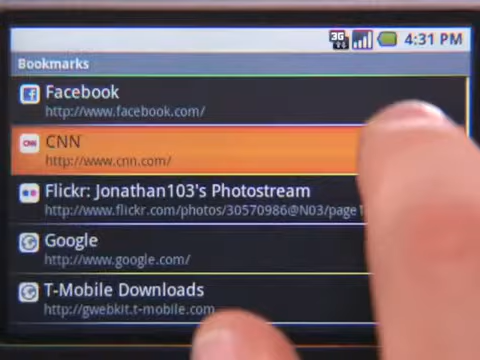 3G 4:31 PM
Bookmarks
Facebook
http://www.facebook.com/
CNN
http://www.cnn.com/
Flickr: Jonathan103's Photostream
http://www.flickr.com/photos/30570986@N03/page1
Google
http://www.google.com/
T-Mobile Downloads
http://gwebkit.t-mobile.com